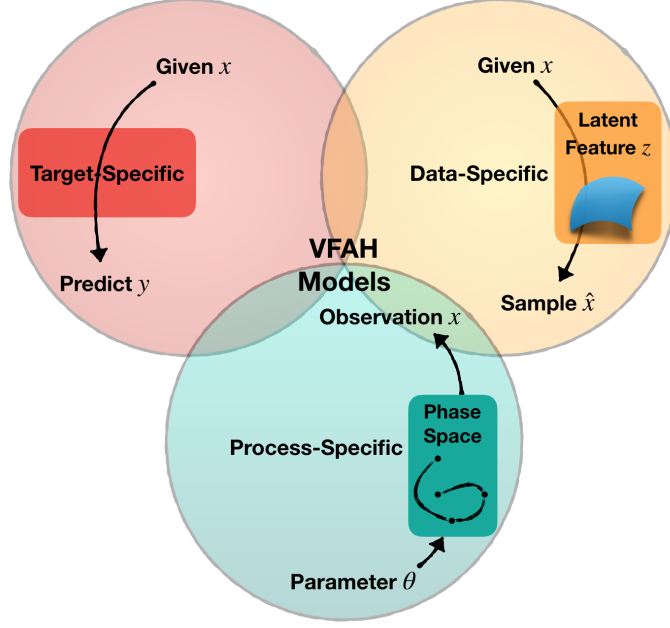 Given x
Target-Specific
Predict y
Given x
Latent
Feature z
Data-Specific
Sample x̂
VFAH
Models
Observation x
Phase
Space
Process-Specific
Parameter θ